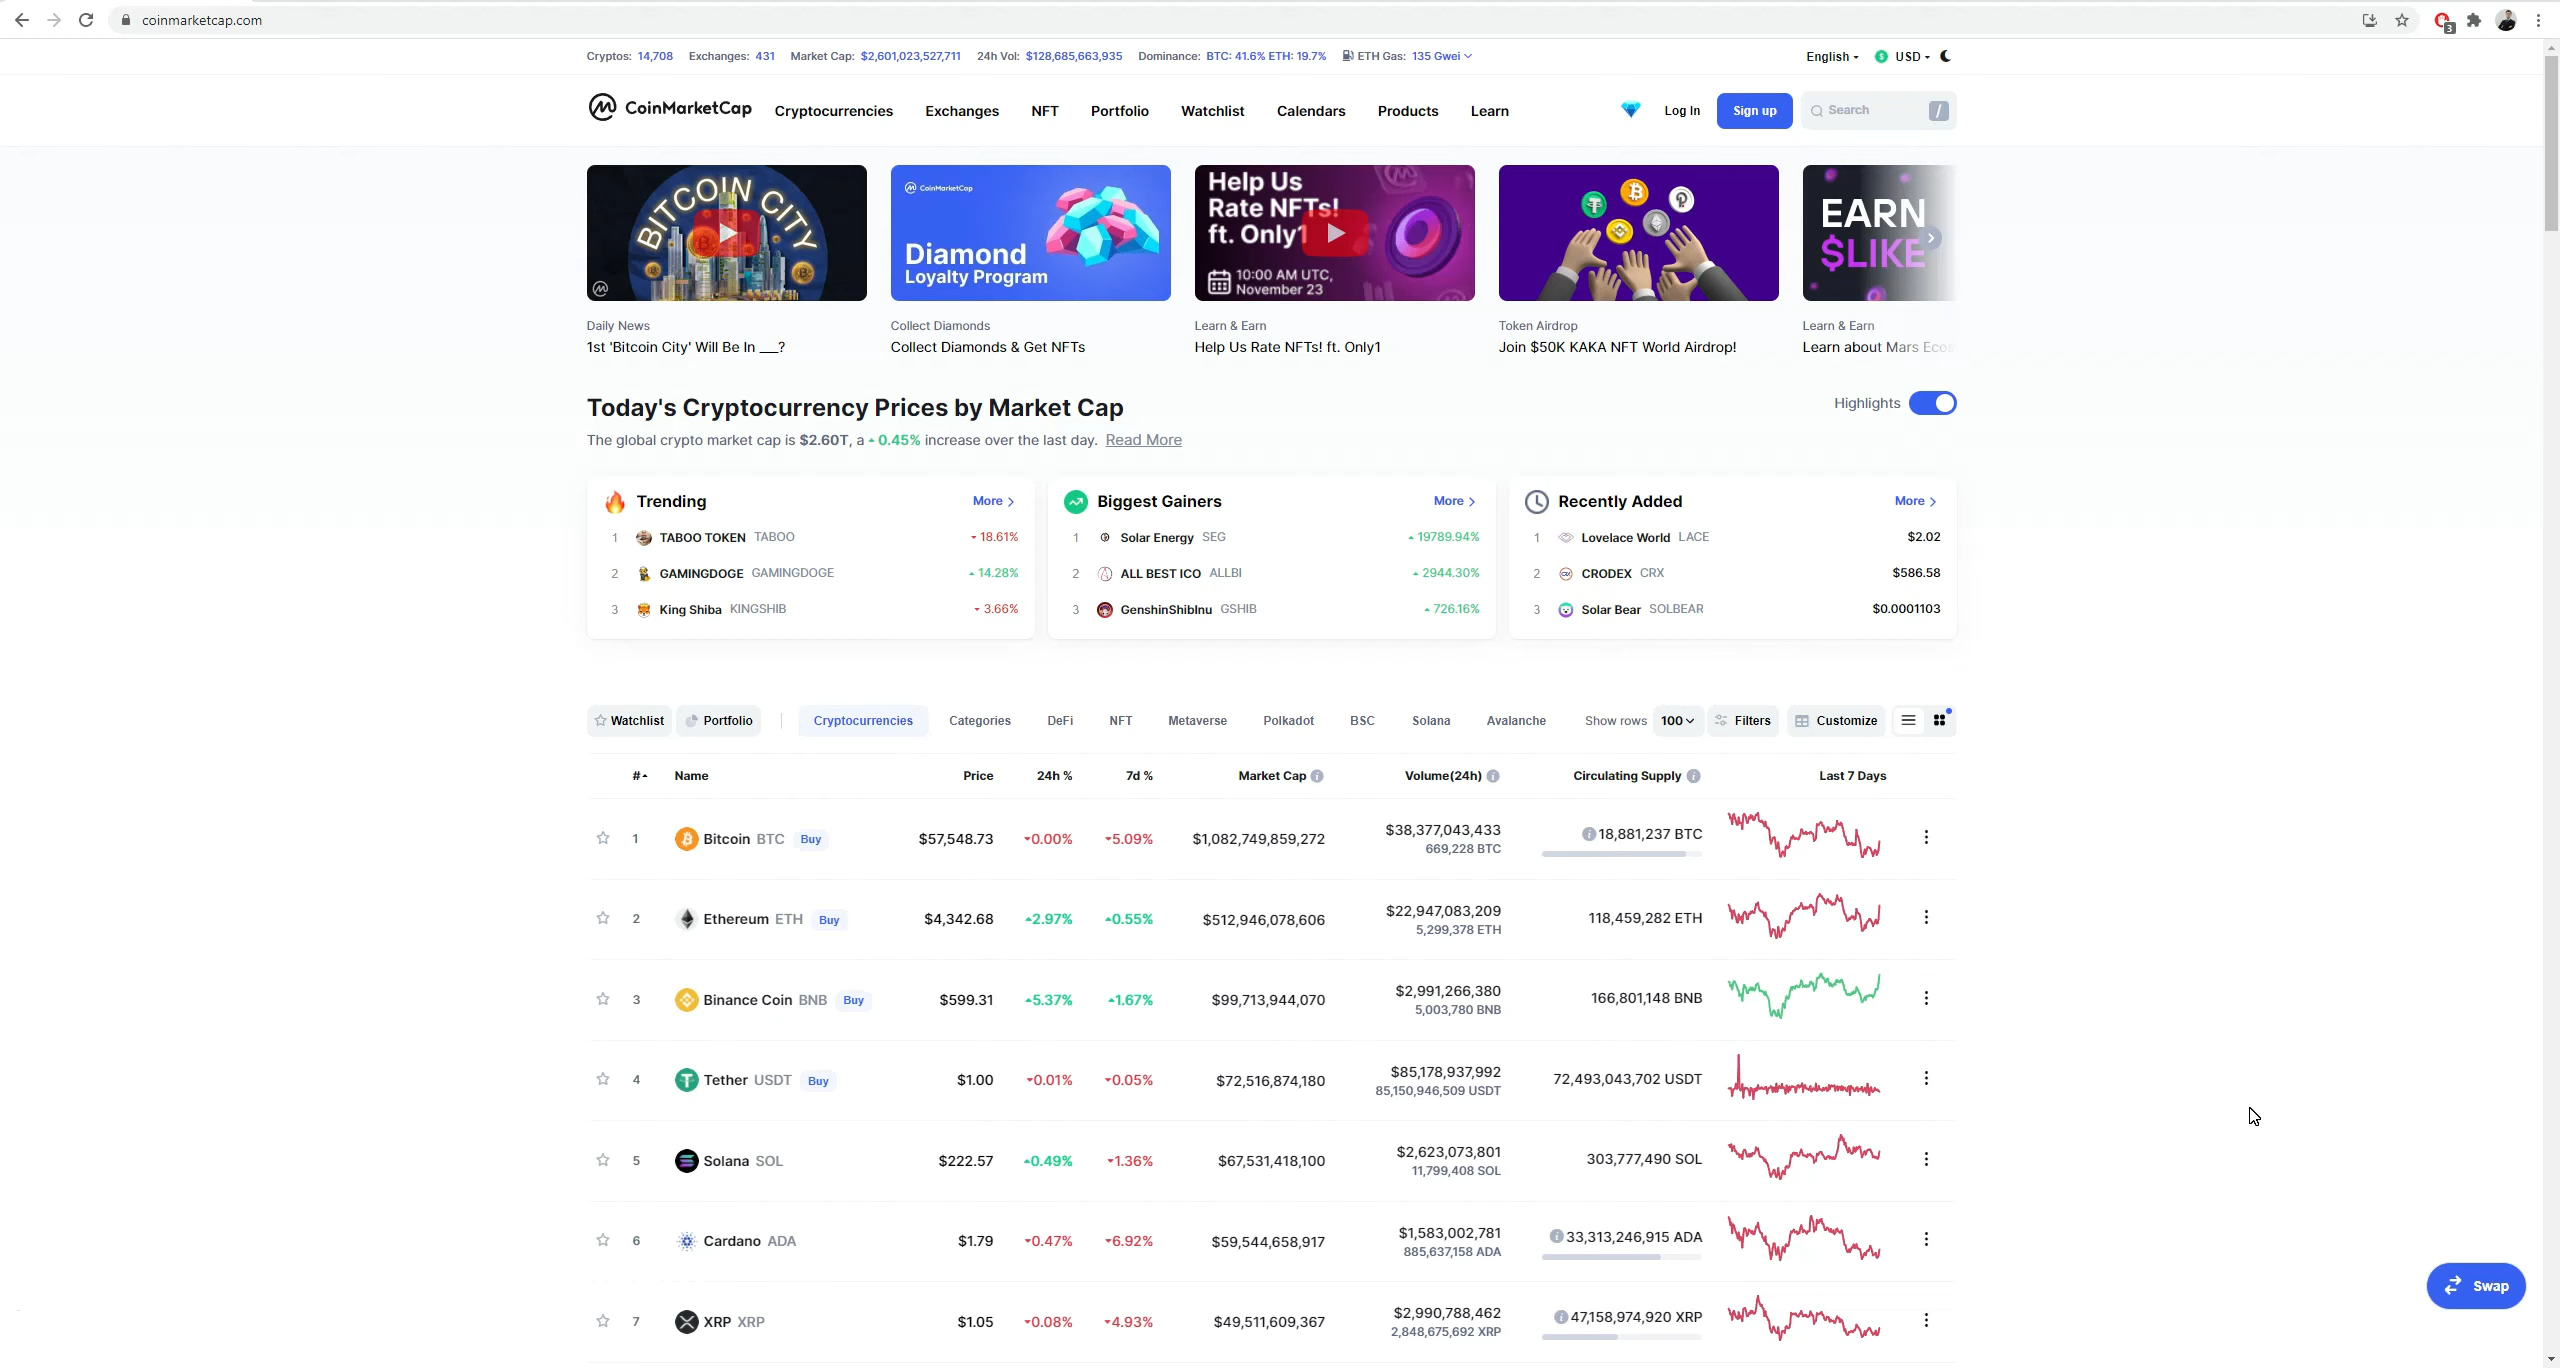 coinmarketcap.com
3
Cryptos: 14,708 Exchanges: 431 Market Cap: $2,601,023,527,711 24h Vol: $128,685,663,935 Dominance: BTC: 41.6% ETH: 19.7% ETH Gas: 135 Gwei English USD
CoinMarketCap Cryptocurrencies Exchanges NFT Portfolio Watchlist Calendars Products Learn Log In Sign up Search /
BITCOIN CITY
CoinMarketCap
Diamond
Loyalty Program
Help Us
Rate NFTs!
ft. Only1
10:00 AM UTC,
November 23
EARN
$LIKE
Daily News
1st 'Bitcoin City' Will Be In ___?
Collect Diamonds
Collect Diamonds & Get NFTs
Learn & Earn
Help Us Rate NFTs! ft. Only1
Token Airdrop
Join $50K KAKA NFT World Airdrop!
Learn & Earn
Learn about Mars Ecos
Today's Cryptocurrency Prices by Market Cap
Highlights
The global crypto market cap is $2.60T, a 0.45% increase over the last day. Read More
Trending More
1 TABOO TOKEN TABOO 18.61%
2 GAMINGDOGE GAMINGDOGE 14.28%
3 King Shiba KINGSHIB 3.66%
Biggest Gainers More
1 Solar Energy SEG 19789.94%
2 ALL BEST ICO ALLBI 2944.30%
3 GenshinShibInu GSHIB 726.16%
Recently Added More
1 Lovelace World LACE $2.02
2 CRODEX CRX $586.58
3 Solar Bear SOLBEAR $0.0001103
Watchlist Portfolio Cryptocurrencies Categories DeFi NFT Metaverse Polkadot BSC Solana Avalanche Show rows 100 Filters Customize
# Name Price 24h % 7d % Market Cap Volume(24h) Circulating Supply Last 7 Days
1 Bitcoin BTC Buy $57,548.73 0.00% 5.09% $1,082,749,859,272 $38,377,043,433 18,881,237 BTC
669,228 BTC
2 Ethereum ETH Buy $4,342.68 2.97% 0.55% $512,946,078,606 $22,947,083,209 118,459,282 ETH
5,299,378 ETH
3 Binance Coin BNB Buy $599.31 5.37% 1.67% $99,713,944,070 $2,991,266,380 166,801,148 BNB
5,003,780 BNB
4 Tether USDT Buy $1.00 0.01% 0.05% $72,516,874,180 $85,178,937,992 72,493,043,702 USDT
85,150,946,509 USDT
5 Solana SOL $222.57 0.49% 1.36% $67,531,418,100 $2,623,073,801 303,777,490 SOL
11,799,408 SOL
6 Cardano ADA $1.79 0.47% 6.92% $59,544,658,917 $1,583,002,781 33,313,246,915 ADA
885,637,158 ADA
Swap
7 XRP XRP $1.05 0.08% 4.93% $49,511,609,367 $2,990,788,462 47,158,974,920 XRP
2,848,675,692 XRP